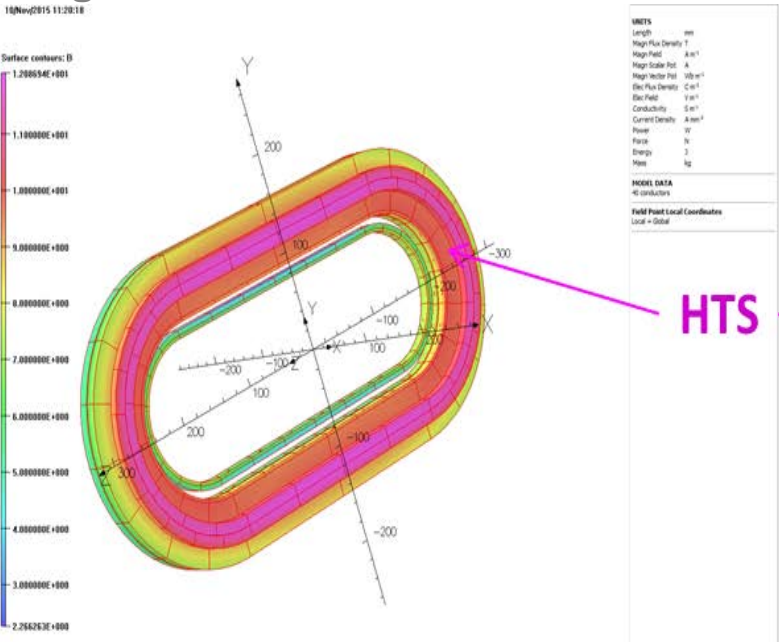 10/Nov/2015 11:20:18
Surface contours: B
1.208694E+001
1.100000E+001
1.000000E+001
9.000000E+000
8.000000E+000
7.000000E+000
6.000000E+000
5.000000E+000
4.000000E+000
3.000000E+000
2.266263E+000
Y
200
100
Y
X
Z
-300
-200
-100
100
200
X
-200
-100
100
200
300
Z
-100
-200
HTS
UNITS
Length mm
Magn Flux Density T
Magn Field A m⁻¹
Magn Scalar Pot A
Magn Vector Pot Wb m⁻¹
Elec Flux Density C m⁻²
Elec Field V m⁻¹
Conductivity S m⁻¹
Current Density A mm⁻²
Power W
Force N
Energy J
Mass kg
MODEL DATA
40 conductors
Field Point Local Coordinates
Local = Global